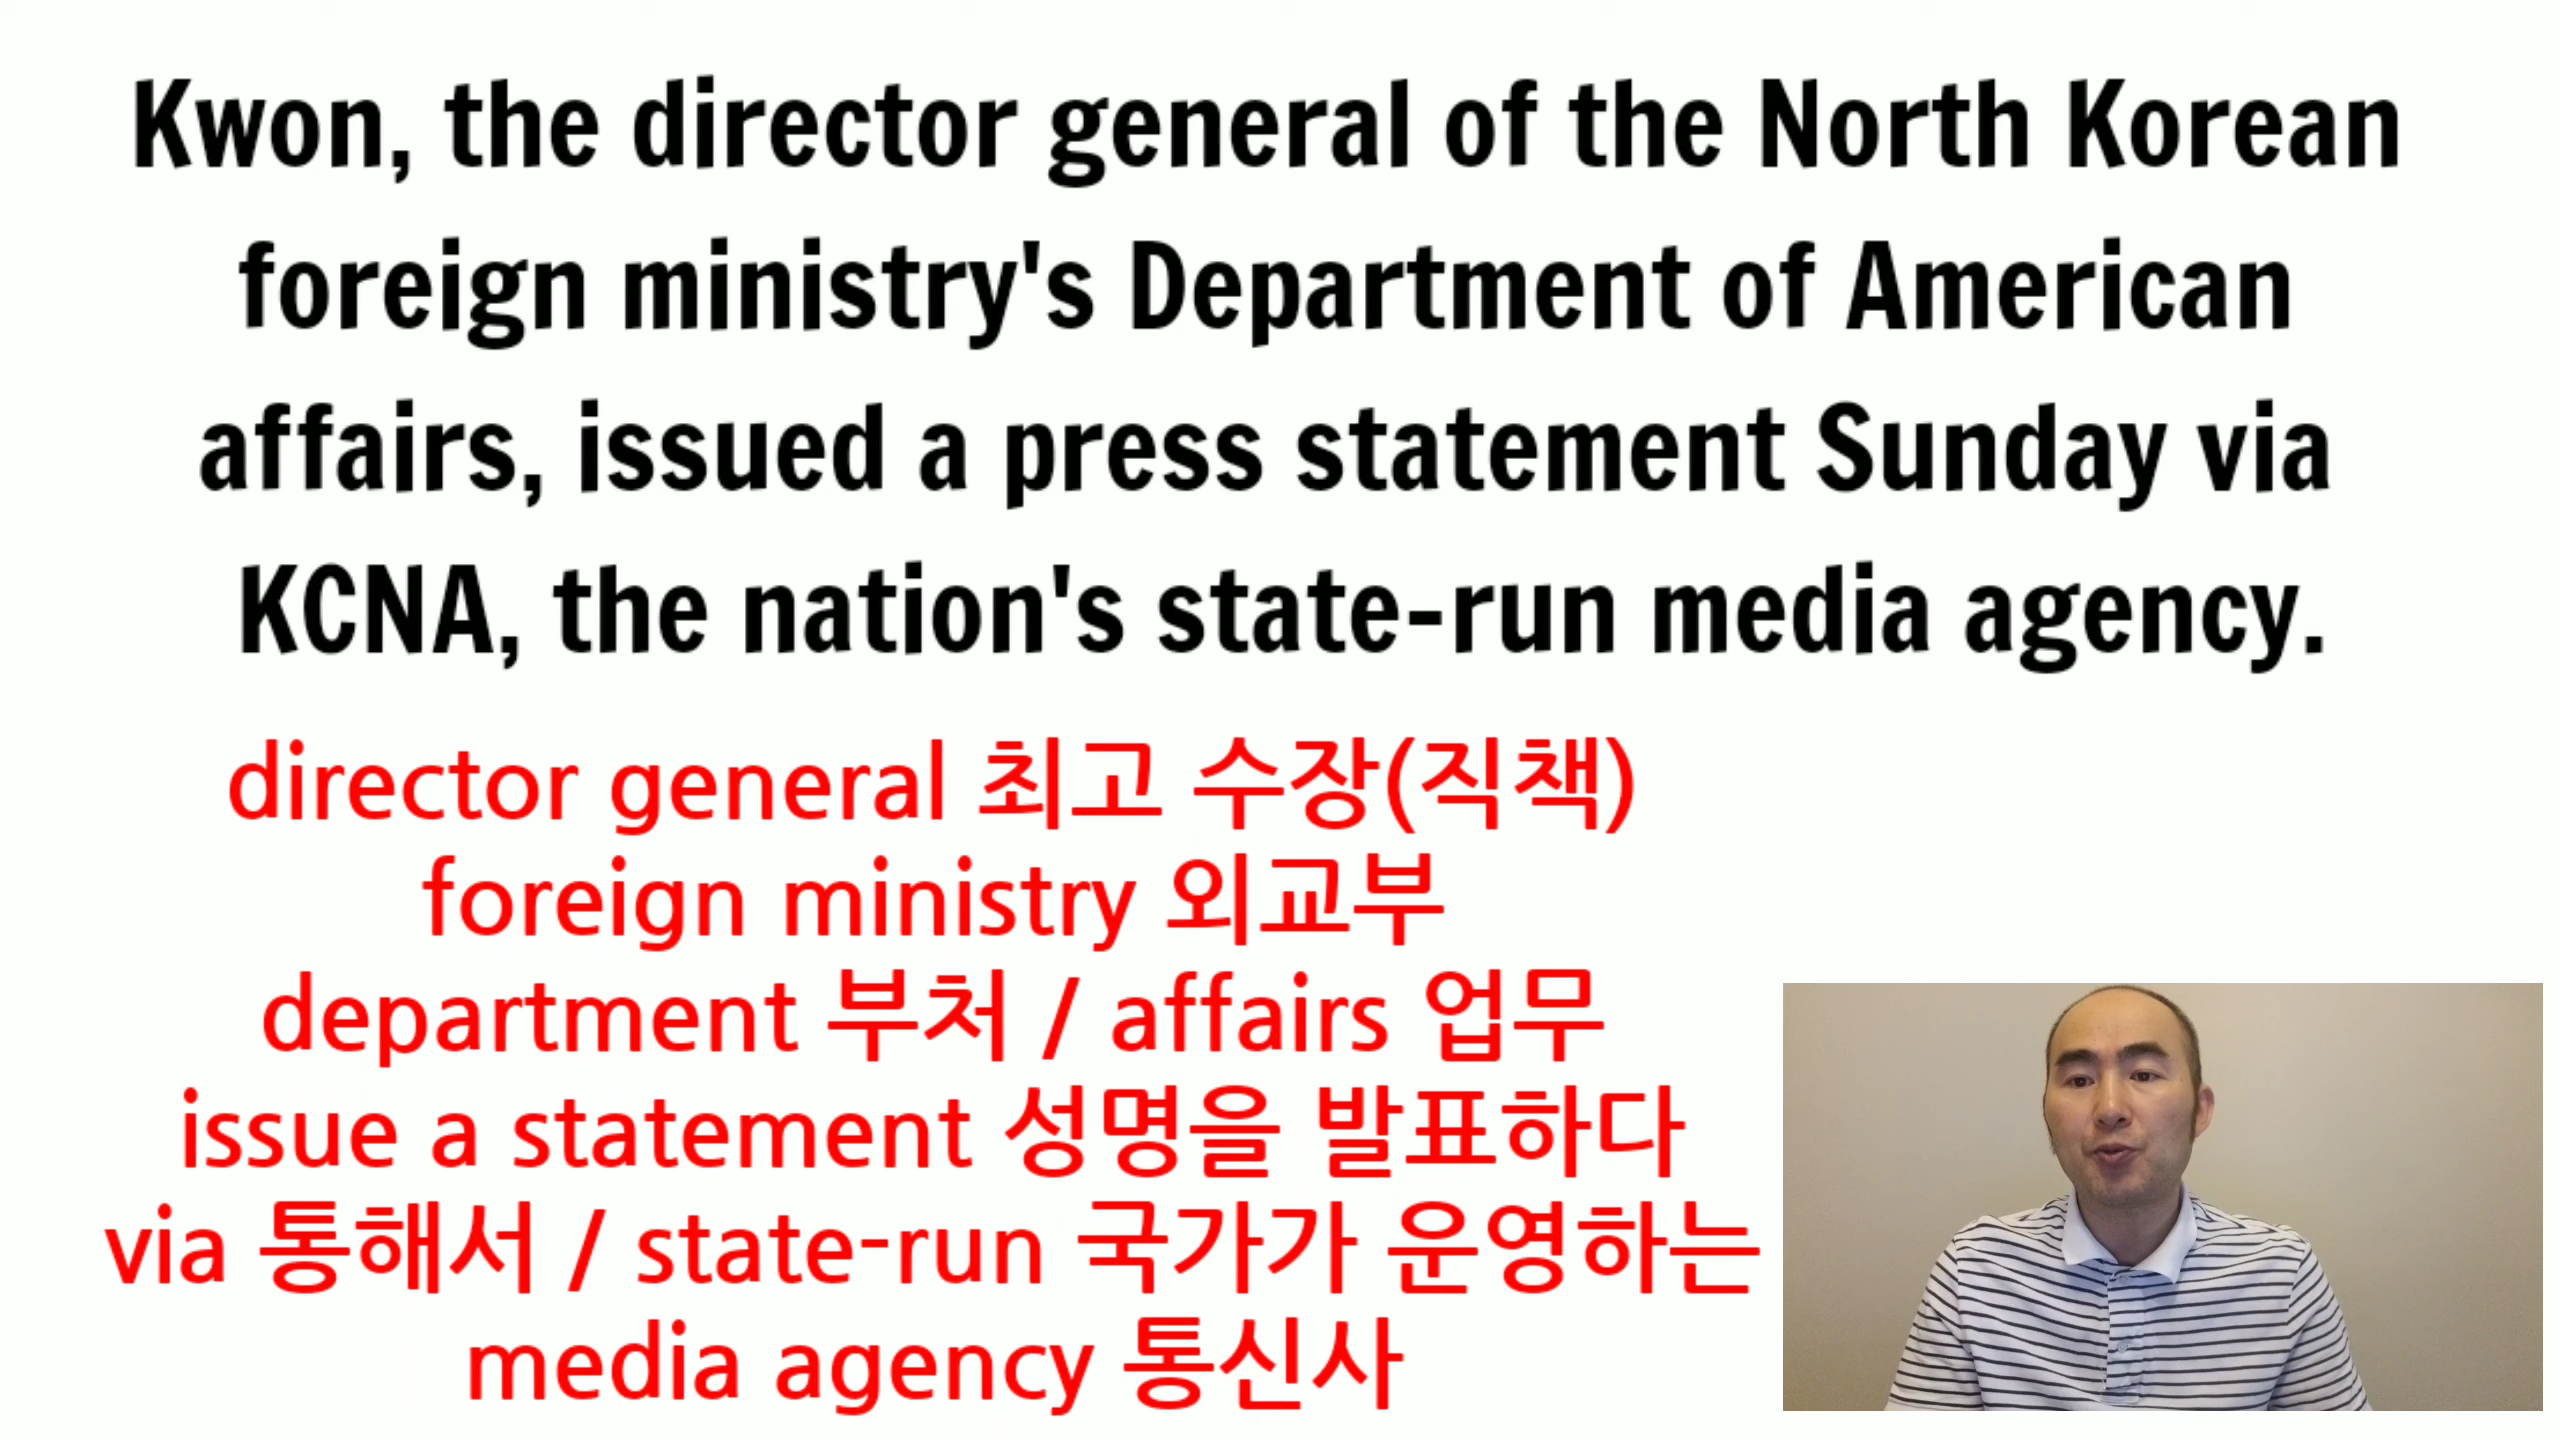 Kwon, the director general of the North Korean
foreign ministry's Department of American
affairs, issued a press statement Sunday via
KCNA, the nation's state-run media agency.
director general 최고 수장(직책)
foreign ministry 외교부
department 부처 / affairs 업무
issue a statement 성명을 발표하다
via 통해서 / state-run 국가가 운영하는
media agency 통신사